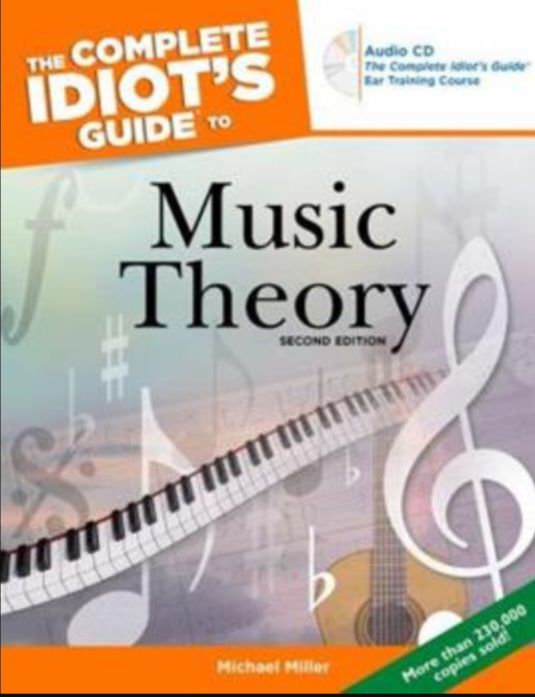 THE COMPLETE
IDIOT'S
GUIDE® TO
Audio CD
The Complete Idiot's Guide®
Ear Training Course
Music
Theory
SECOND EDITION
Michael Miller
More than 230,000
copies sold!